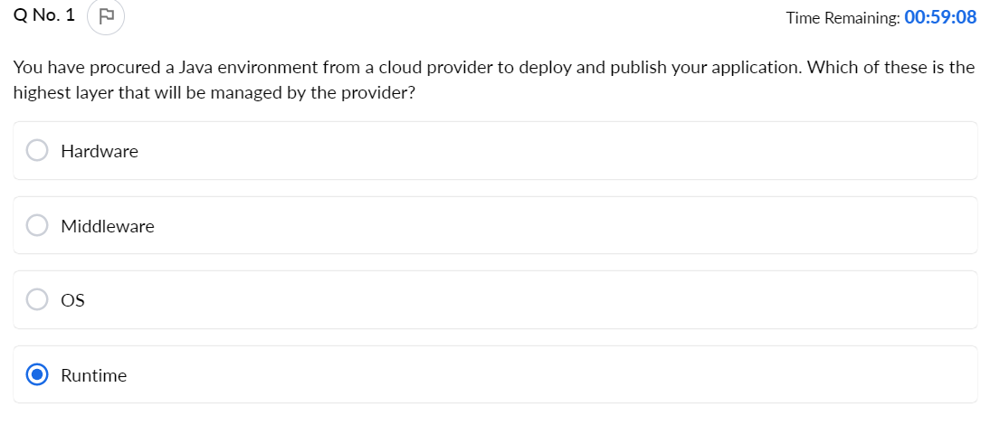 Q No. 1
Time Remaining: 00:59:08
You have procured a Java environment from a cloud provider to deploy and publish your application. Which of these is the
highest layer that will be managed by the provider?
Hardware
Middleware
OS
Runtime